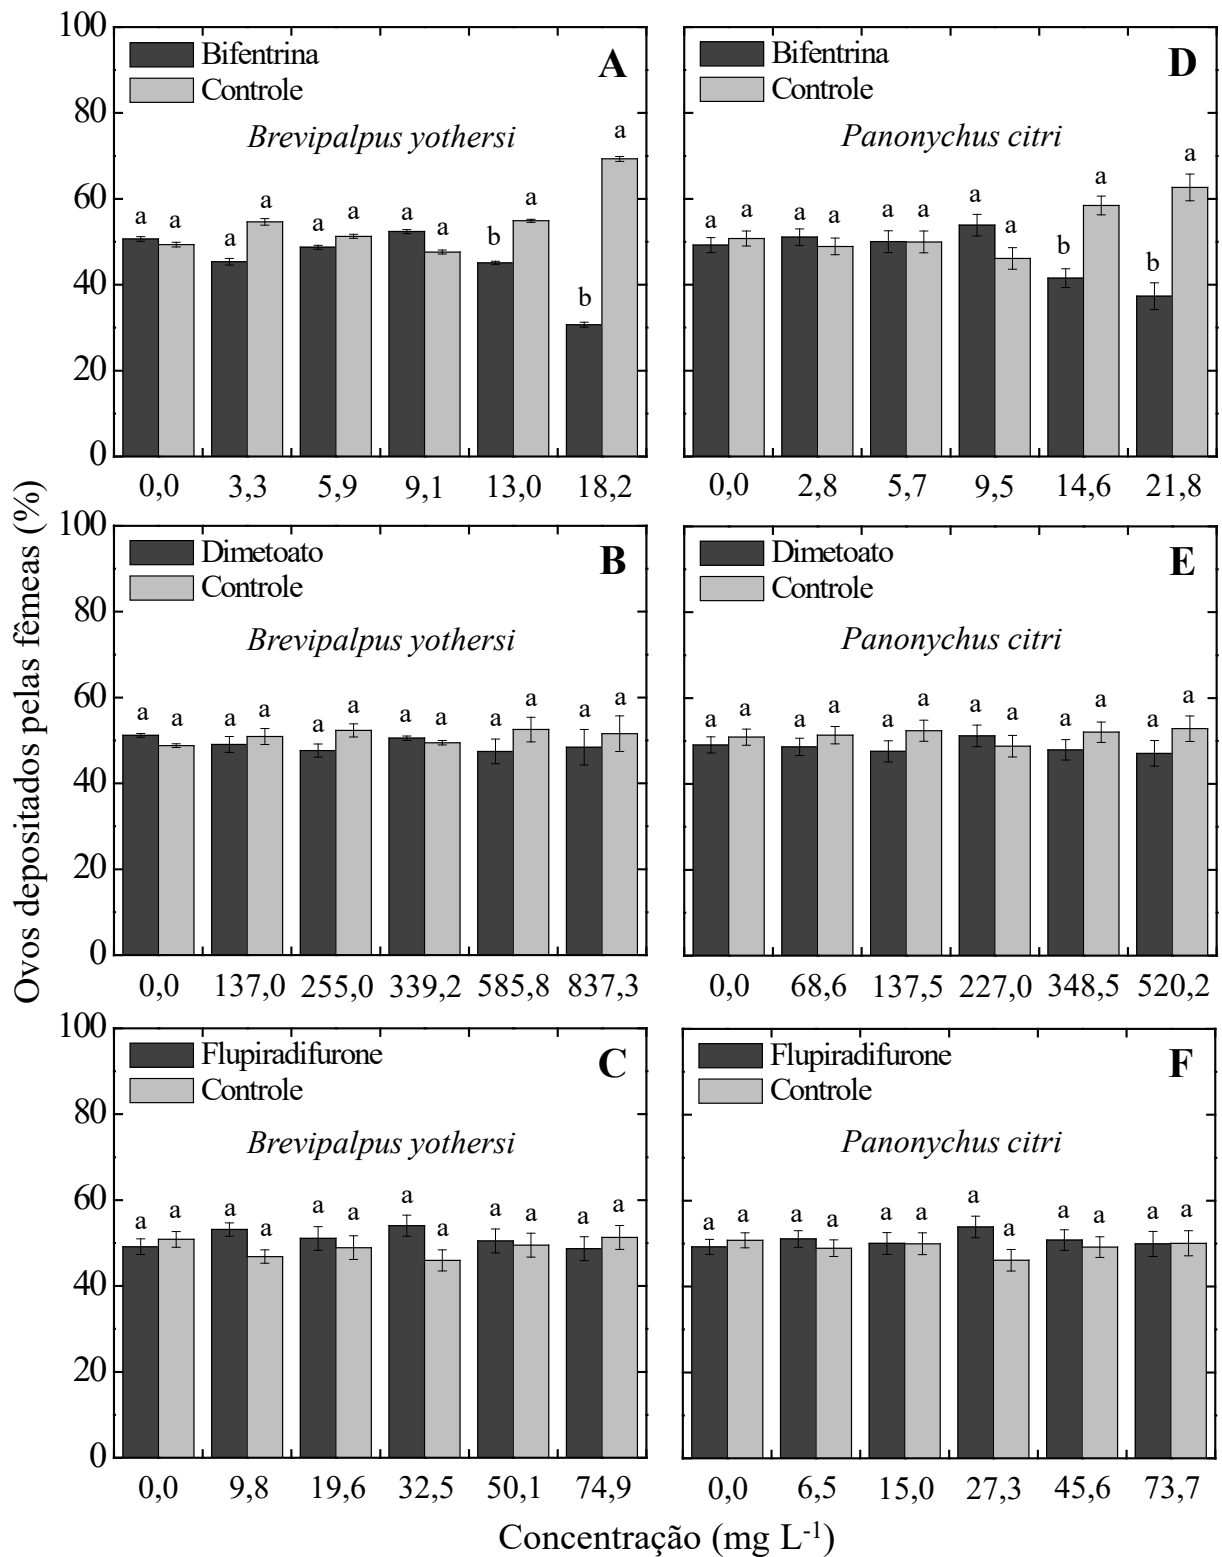 Ovos depositados pelas fêmeas (%)
100
80
60
40
20
0
Bifentrina
Controle
A
Brevipalpus yothersi
a a a a a a a a b a b a
0,0 3,3 5,9 9,1 13,0 18,2
Bifentrina
Controle
D
Panonychus citri
a a a a a a a a b a b a
0,0 2,8 5,7 9,5 14,6 21,8
100
80
60
40
20
0
Dimetoato
Controle
B
Brevipalpus yothersi
a a a a a a a a a a a a
0,0 137,0 255,0 339,2 585,8 837,3
Dimetoato
Controle
E
Panonychus citri
a a a a a a a a a a a a
0,0 68,6 137,5 227,0 348,5 520,2
100
80
60
40
20
0
Flupiradifurone
Controle
C
Brevipalpus yothersi
a a a a a a a a a a a a
0,0 9,8 19,6 32,5 50,1 74,9
Flupiradifurone
Controle
F
Panonychus citri
a a a a a a a a a a a a
0,0 6,5 15,0 27,3 45,6 73,7
Concentração (mg L⁻¹)